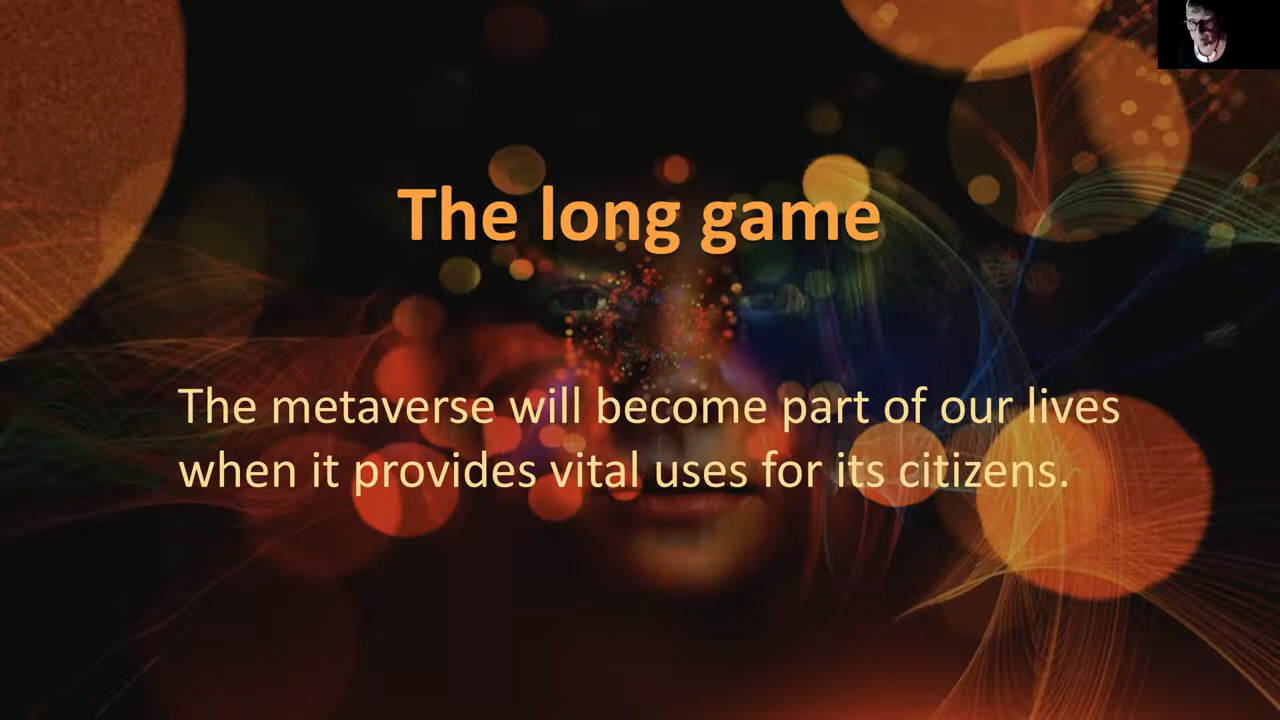 The long game
The metaverse will become part of our lives
when it provides vital uses for its citizens.